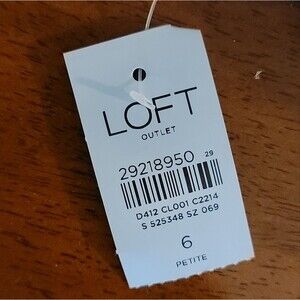 LOFT
OUTLET
29218950 29
D412 CL001 C2214
S 525348 SZ 069
6
PETITE